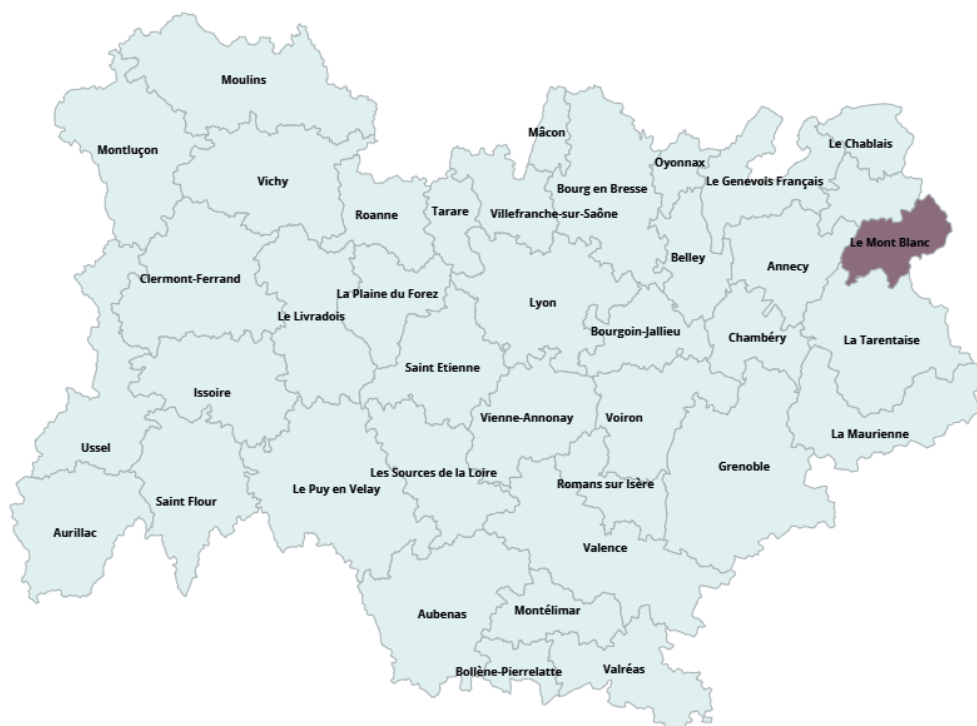 Moulins
Mâcon
Le Chablais
Montluçon
Oyonnax
Vichy
Le Genevois Français
Bourg en Bresse
Roanne
Tarare
Villefranche-sur-Saône
Le Mont Blanc
Belley
Annecy
Clermont-Ferrand
La Plaine du Forez
Lyon
Le Livradois
Bourgoin-Jallieu
Chambéry
La Tarentaise
Saint Etienne
Issoire
Vienne-Annonay
Voiron
La Maurienne
Ussel
Grenoble
Les Sources de la Loire
Romans sur Isère
Le Puy en Velay
Saint Flour
Aurillac
Valence
Aubenas
Montélimar
Bollène-Pierrelatte
Valréas